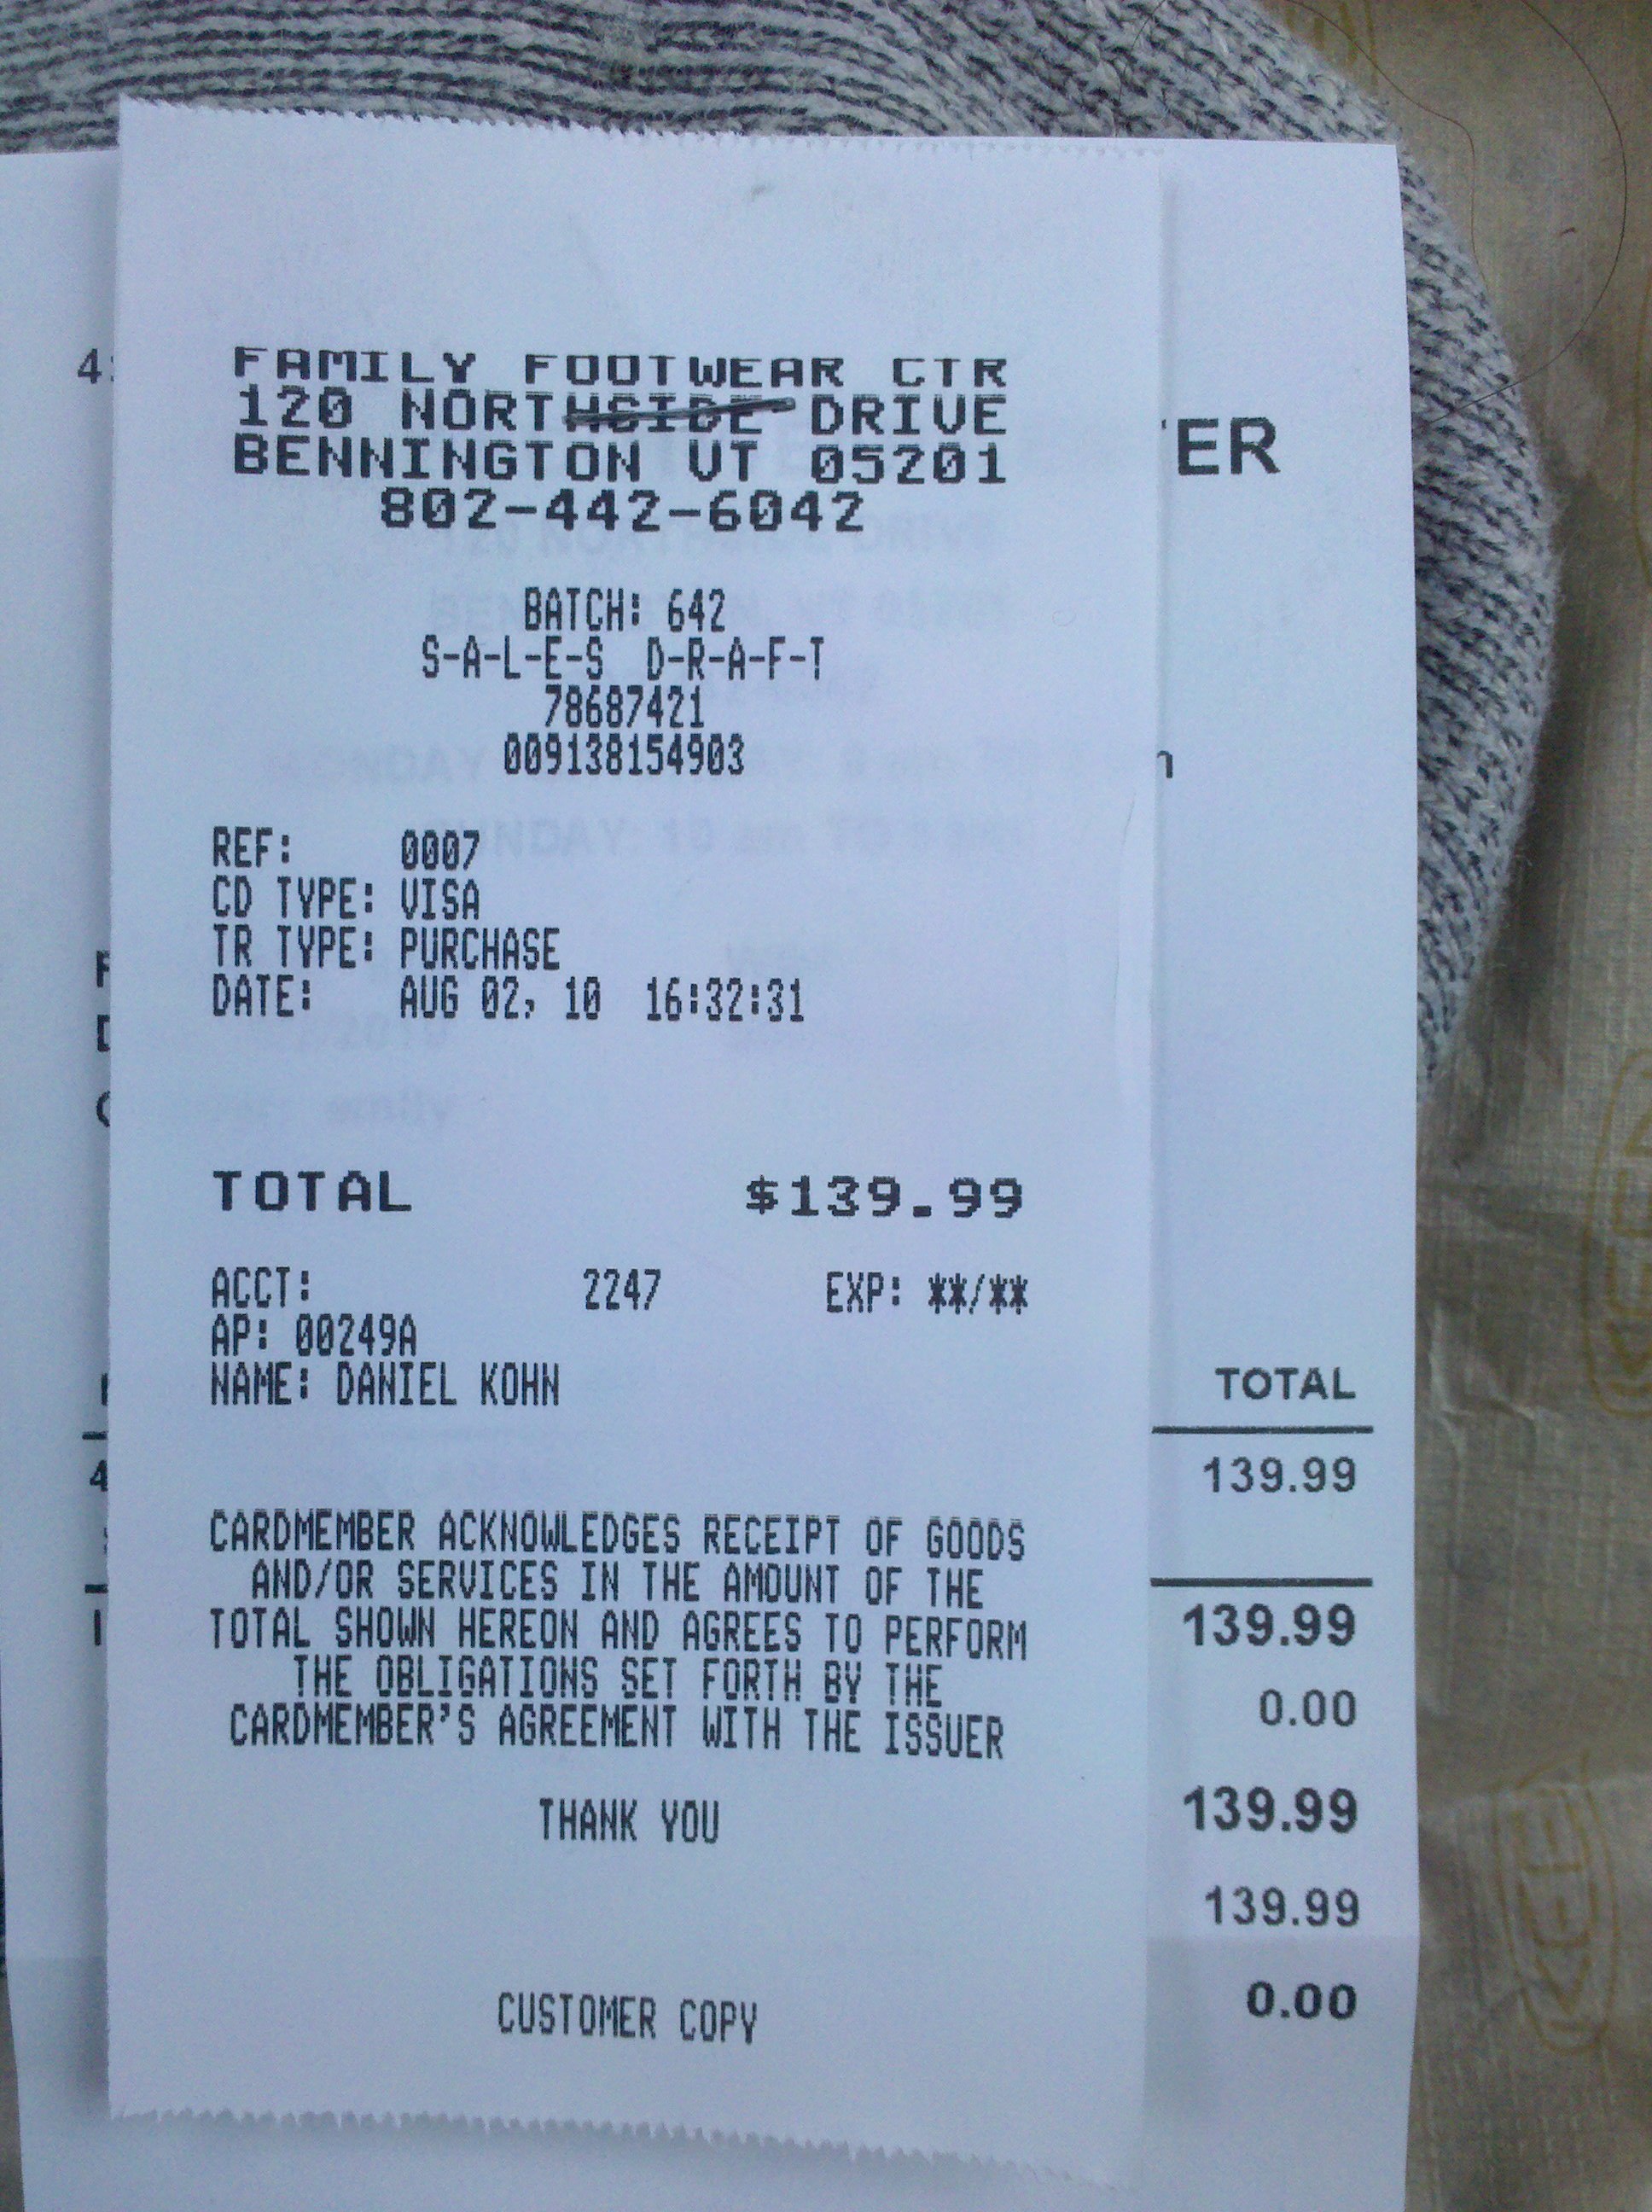 FAMILY FOOTWEAR CTR
120 NORTHSIDE DRIVE
BENNINGTON VT 05201
802-442-6042
BATCH: 642
S-A-L-E-S D-R-A-F-T
78687421
009138154903
REF: 0007
CD TYPE: VISA
TR TYPE: PURCHASE
DATE: AUG 02, 10 16:32:31
TOTAL $139.99
ACCT: 2247 EXP: **/**
AP: 00249A
NAME: DANIEL KOHN
CARDMEMBER ACKNOWLEDGES RECEIPT OF GOODS
AND/OR SERVICES IN THE AMOUNT OF THE
TOTAL SHOWN HEREON AND AGREES TO PERFORM
THE OBLIGATIONS SET FORTH BY THE
CARDMEMBER'S AGREEMENT WITH THE ISSUER
THANK YOU
CUSTOMER COPY
ER
TOTAL
139.99
139.99
0.00
139.99
139.99
0.00
KEEN